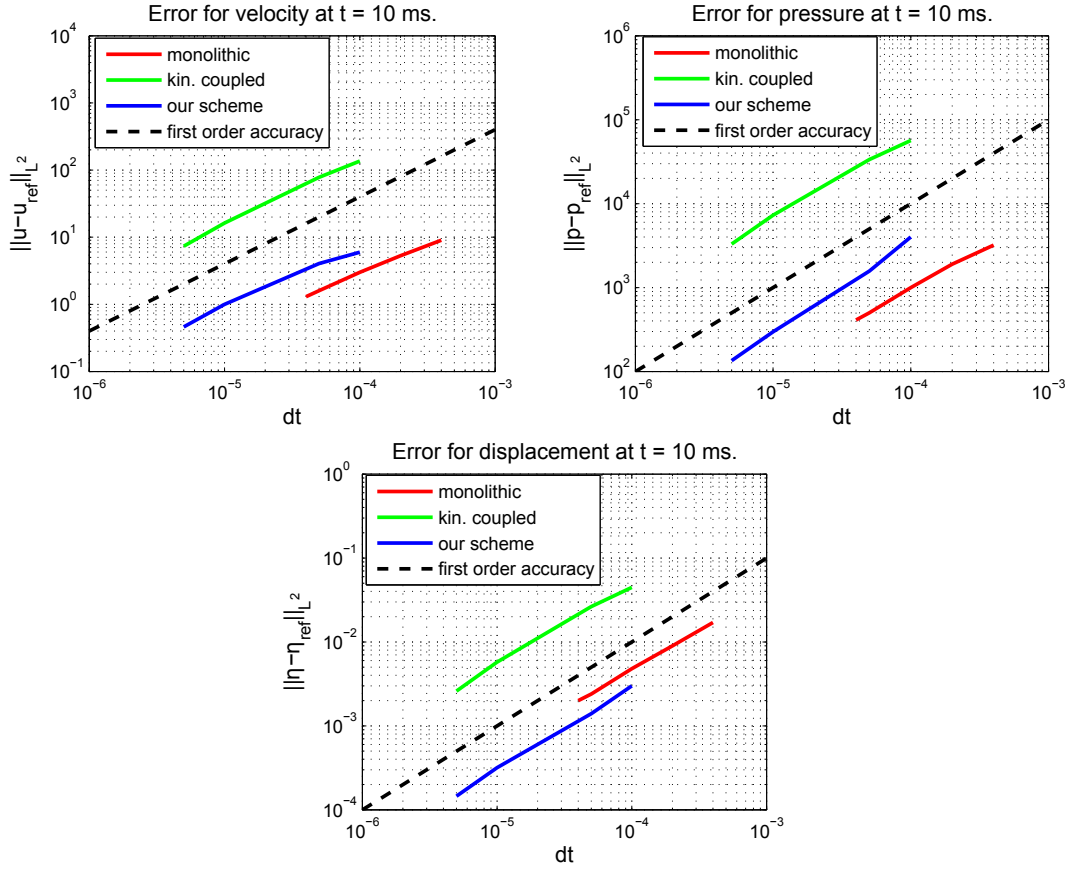 Error for velocity at t = 10 ms.
10^4
10^3
10^2
10^1
10^0
10^-1
||u-u_ref||_L^2
monolithic
kin. coupled
our scheme
first order accuracy
10^-6
10^-5
10^-4
10^-3
dt
Error for pressure at t = 10 ms.
10^6
10^5
10^4
10^3
10^2
||p-p_ref||_L^2
monolithic
kin. coupled
our scheme
first order accuracy
10^-6
10^-5
10^-4
10^-3
dt
Error for displacement at t = 10 ms.
10^0
10^-1
10^-2
10^-3
10^-4
||η-η_ref||_L^2
monolithic
kin. coupled
our scheme
first order accuracy
10^-6
10^-5
10^-4
10^-3
dt